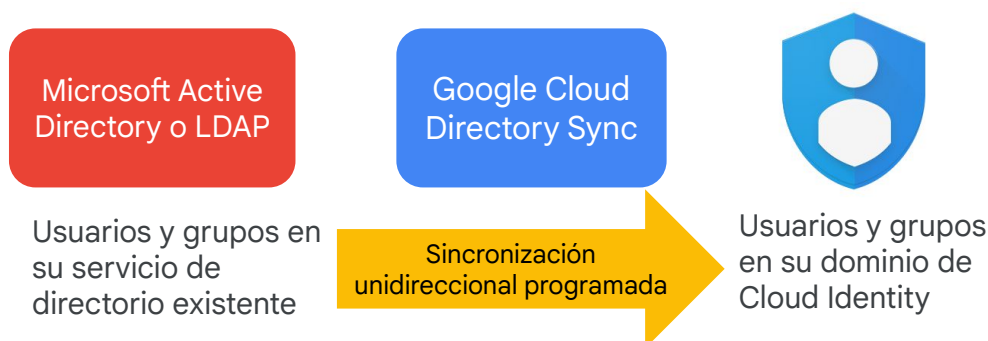 Microsoft Active
Directory o LDAP
Google Cloud
Directory Sync
Usuarios y grupos en
su servicio de
directorio existente
Sincronización
unidireccional programada
Usuarios y grupos
en su dominio de
Cloud Identity